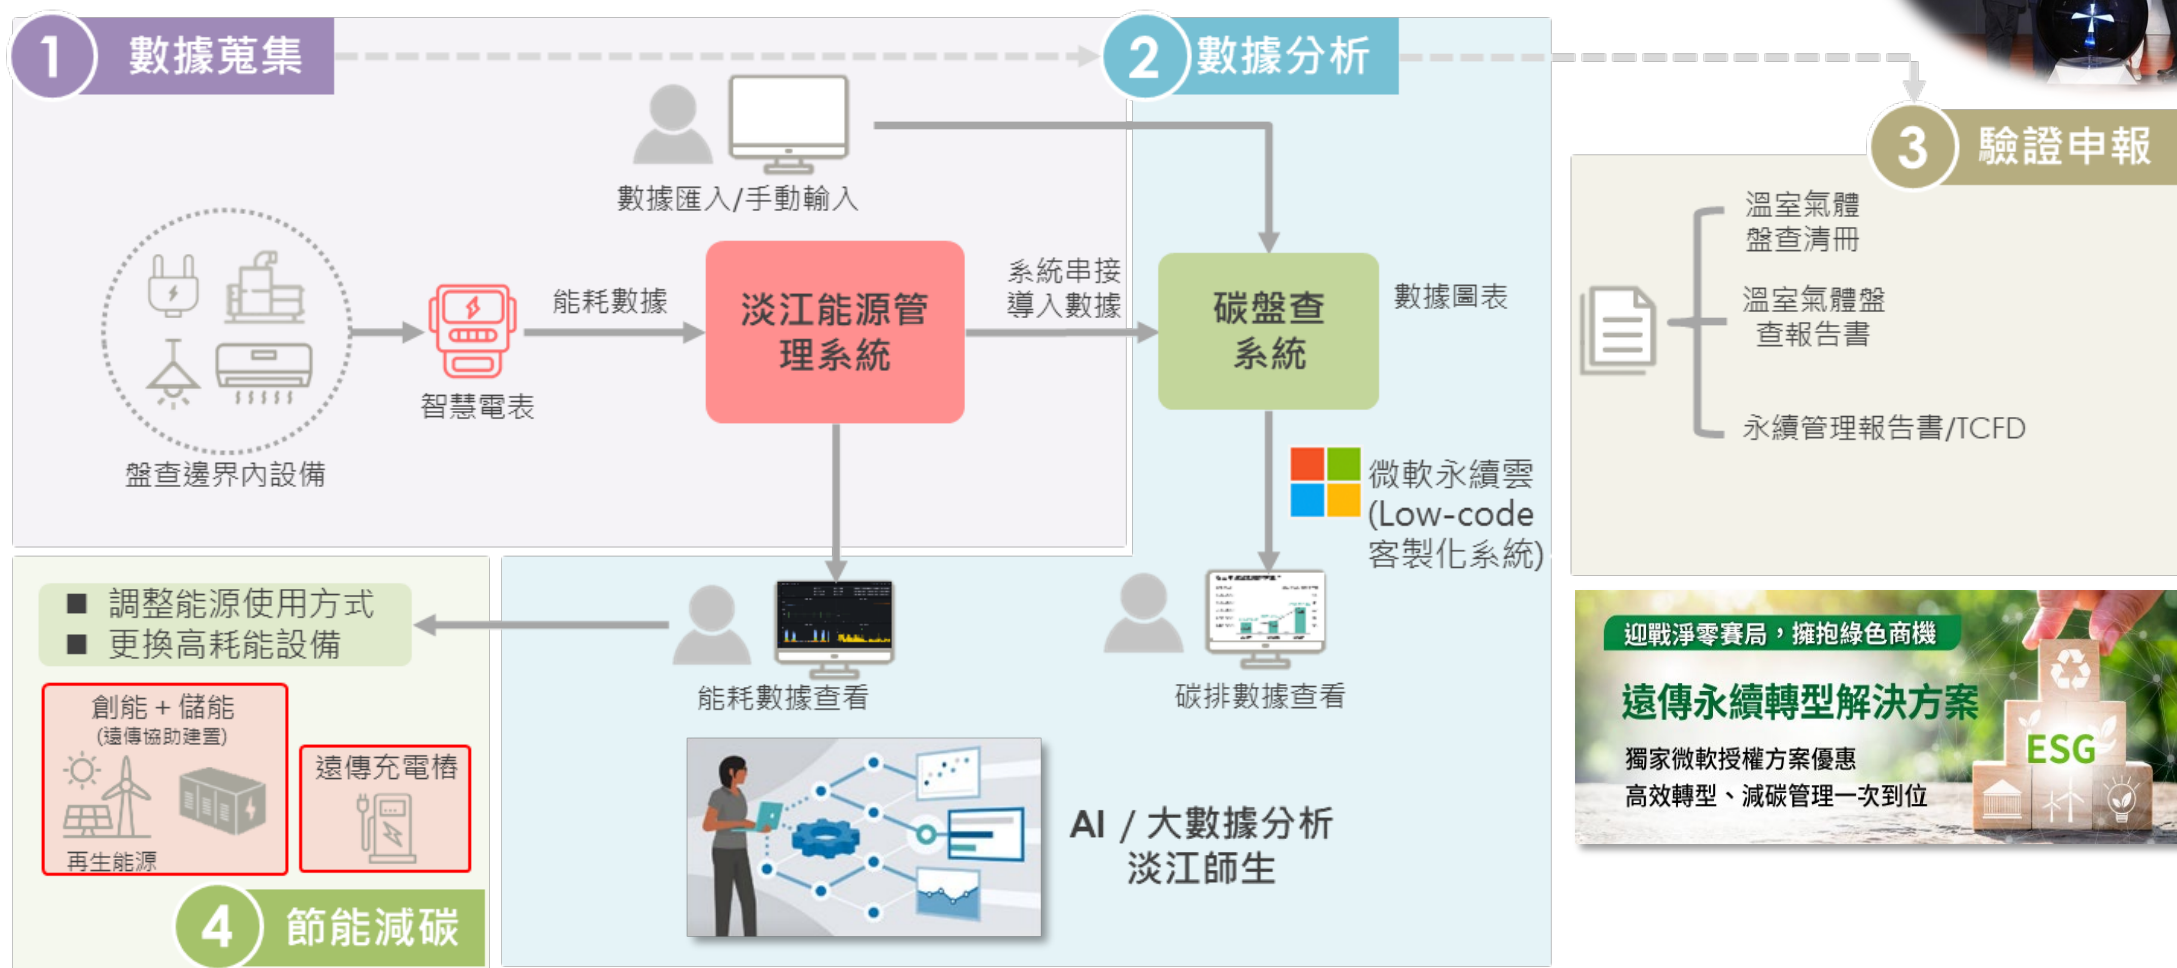 1 數據蒐集
2 數據分析
3 驗證申報
數據匯入/手動輸入
盤查邊界內設備
智慧電表
能耗數據
淡江能源管
理系統
系統串接
導入數據
碳盤查
系統
數據圖表
微軟永續雲
(Low-code
客製化系統)
溫室氣體
盤查清冊
溫室氣體盤
查報告書
永續管理報告書/TCFD
■ 調整能源使用方式
■ 更換高耗能設備
能耗數據查看
碳排數據查看
創能 + 儲能
(遠傳協助建置)
再生能源
遠傳充電樁
4 節能減碳
AI / 大數據分析
淡江師生
迎戰淨零賽局，擁抱綠色商機
遠傳永續轉型解決方案
獨家微軟授權方案優惠
高效轉型、減碳管理一次到位
ESG